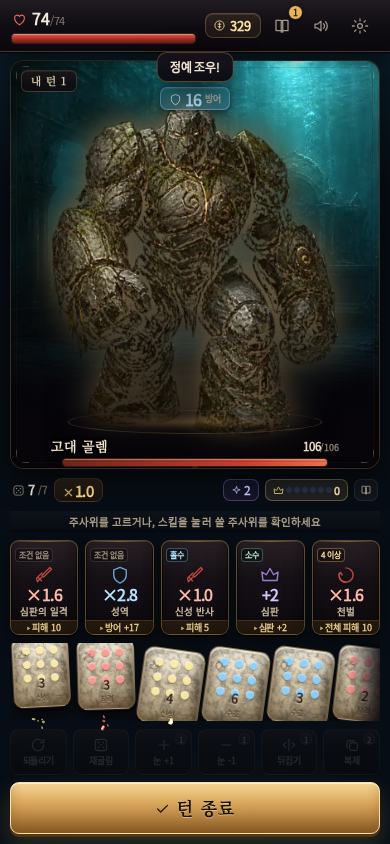 74/74
329
1
정예 조우!
내 턴 1
16 방어
고대 골렘
106/106
7/7
×1.0
2
0
주사위를 고르거나, 스킬을 눌러 쓸 주사위를 확인하세요
조건 없음
×1.6
심판의 일격
▸피해 10
조건 없음
×2.8
성역
▸방어 +17
홀수
×1.0
신성 반사
▸피해 5
소수
+2
심판
▸심판 +2
4 이상
×1.6
천벌
▸전체 피해 10
3
3
4
6
3
2
되돌리기
재굴림
눈 +1
1
눈 -1
1
뒤집기
1
복제
2
턴 종료